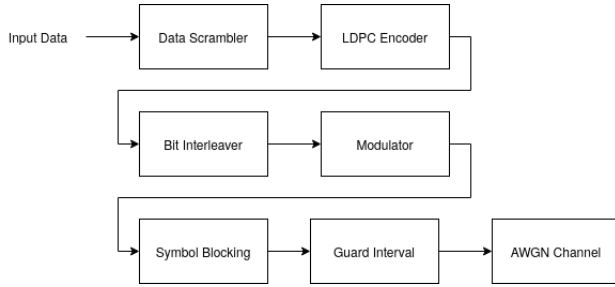 Input Data
Data Scrambler
LDPC Encoder
Bit Interleaver
Modulator
Symbol Blocking
Guard Interval
AWGN Channel